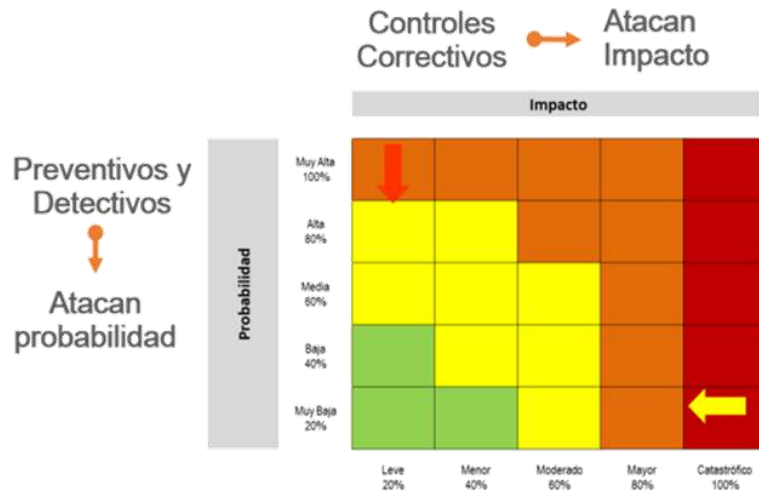 Controles
Correctivos
Atacan
Impacto
Impacto
Preventivos y
Detectivos
Atacan
probabilidad
Probabilidad
Muy Alta
100%
Alta
80%
Media
60%
Baja
40%
Muy Baja
20%
Leve
20%
Menor
40%
Moderado
60%
Mayor
80%
Catastrófico
100%